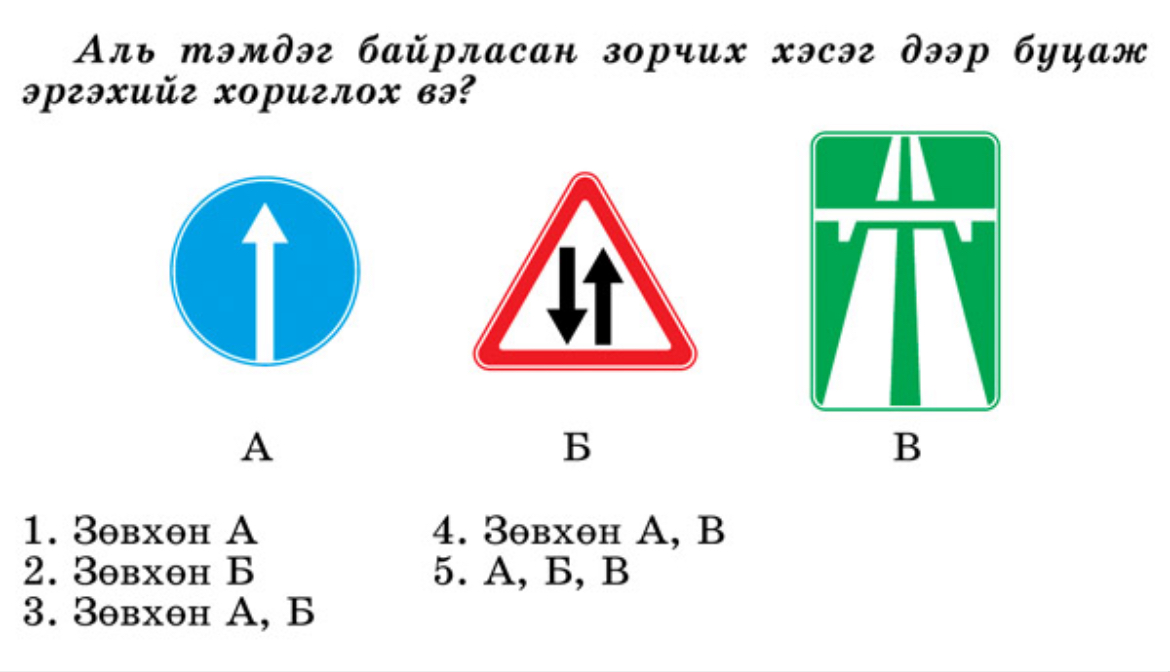 Аль тэмдэг байрласан зорчих хэсэг дээр буцаж
эргэхийг хориглох вэ?
А Б В
1. Зөвхөн А 4. Зөвхөн А, В
2. Зөвхөн Б 5. А, Б, В
3. Зөвхөн А, Б